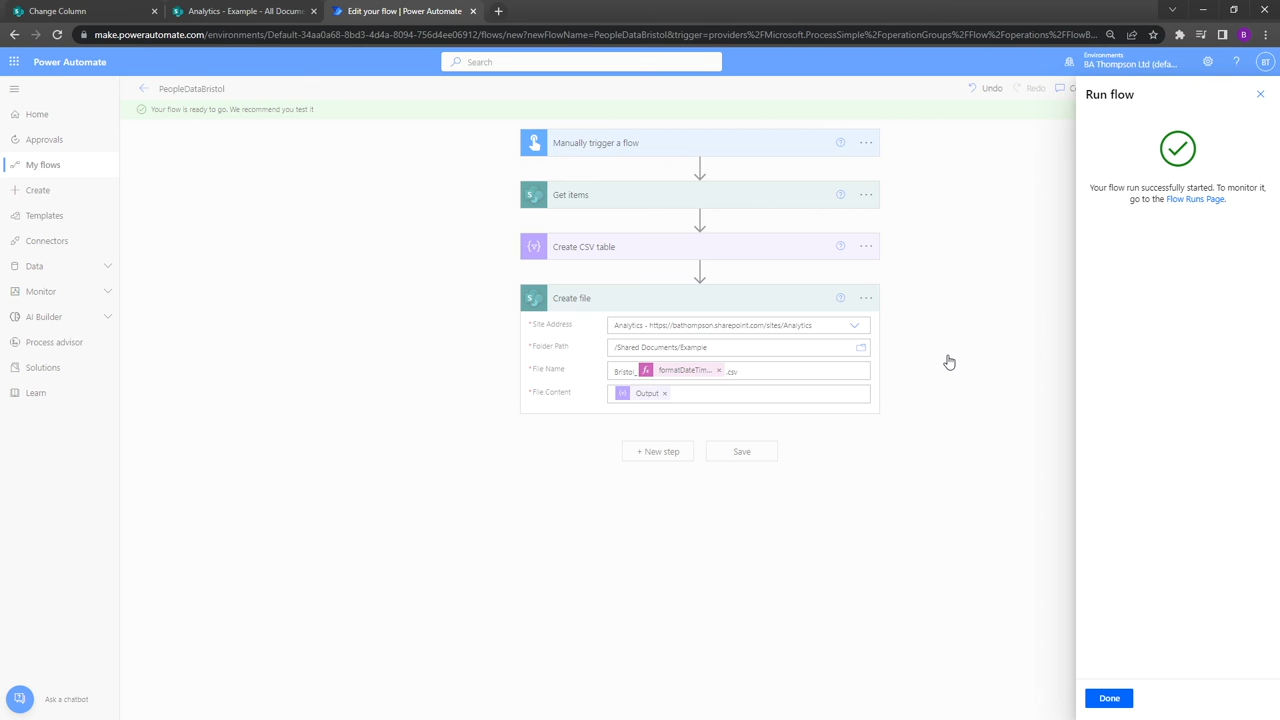 Change Column
Analytics - Example - All Docume
Edit your flow | Power Automate
make.powerautomate.com/environments/Default-34aa0a68-8bd3-4d4a-8094-756d4ee06912/flows/new?newFlowName=PeopleDataBristol&trigger=providers%2FMicrosoft.ProcessSimple%2FoperationGroups%2FFlow%2Foperations%2FFlowB...
B
Power Automate
Search
Environments
BA Thompson Ltd (defa...
?
BT
Home
Approvals
My flows
Create
Templates
Connectors
Data
Monitor
AI Builder
Process advisor
Solutions
Learn
Ask a chatbot
PeopleDataBristol
Undo
Redo
Your flow is ready to go. We recommend you test it
Manually trigger a flow
Get items
Create CSV table
Create file
* Site Address
Analytics - https://bathompson.sharepoint.com/sites/Analytics
* Folder Path
/Shared Documents/Example
* File Name
Bristol_ fx formatDateTim... × .csv
* File Content
Output ×
+ New step
Save
Run flow
Your flow run successfully started. To monitor it,
go to the Flow Runs Page.
Done